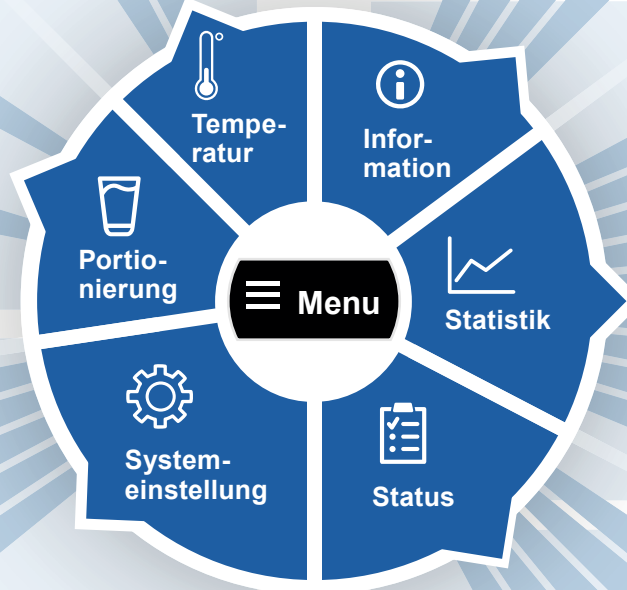 Tempe-
ratur
Infor-
mation
Portio-
nierung
Menu
Statistik
System-
einstellung
Status